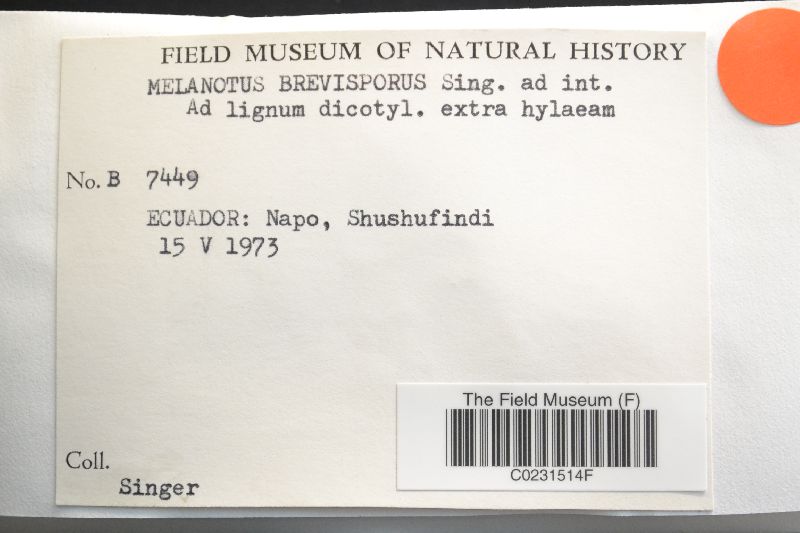 FIELD MUSEUM OF NATURAL HISTORY
MELANOTUS BREVISPORUS Sing. ad int.
Ad lignum dicotyl. extra hylaeam
No. B 7449
ECUADOR: Napo, Shushufindi
15 V 1973
The Field Museum (F)
C0231514F
Coll.
Singer